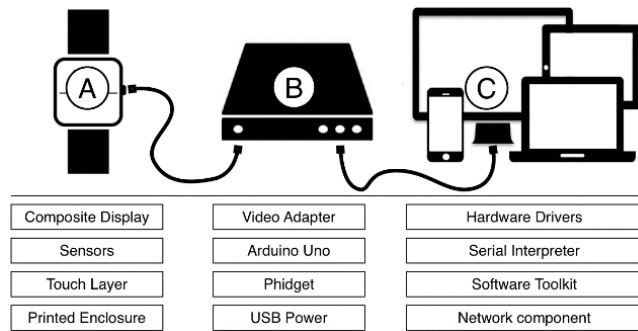 A
B
C
Composite Display
Video Adapter
Hardware Drivers
Sensors
Arduino Uno
Serial Interpreter
Touch Layer
Phidget
Software Toolkit
Printed Enclosure
USB Power
Network component